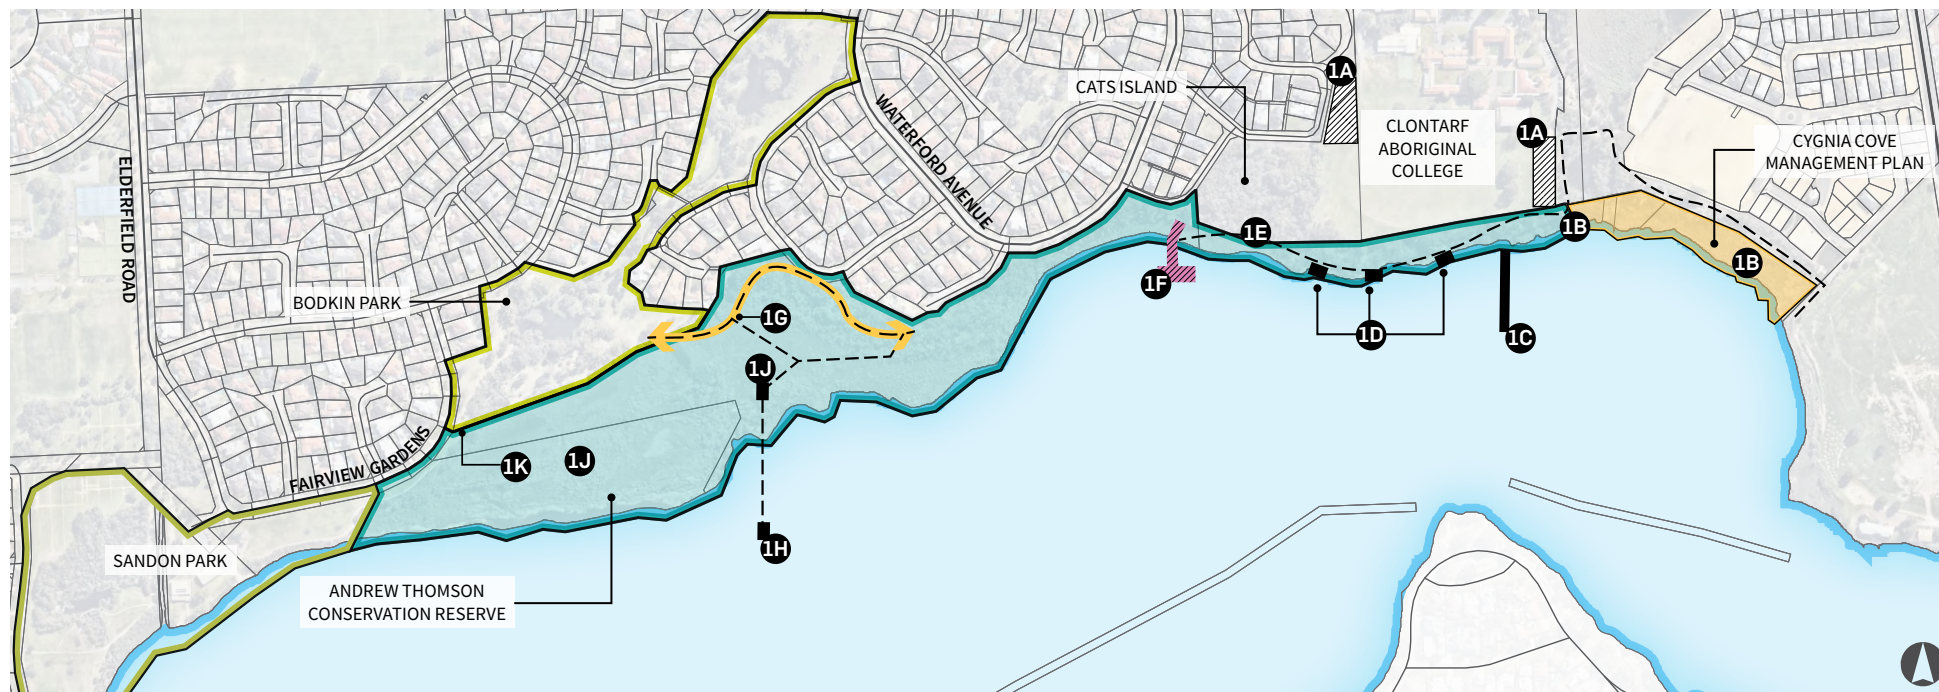 1A
CATS ISLAND
WATERFORD AVENUE
CLONTARF
ABORIGINAL
COLLEGE
1A
CYGNIA COVE
MANAGEMENT PLAN
ELDERFIELD ROAD
1B
1E
1B
1F
BODKIN PARK
1G
1D
1C
1J
FAIRVIEW GARDENS
1K
1J
1H
SANDON PARK
ANDREW THOMSON
CONSERVATION RESERVE